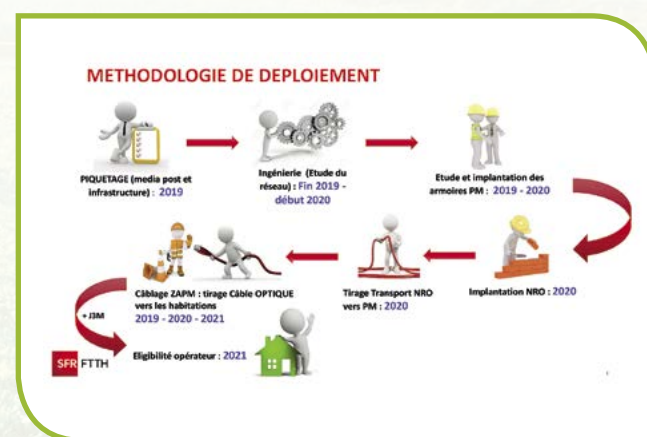 METHODOLOGIE DE DEPLOIEMENT
PIQUETAGE (media post et
infrastructure) : 2019
Ingénierie (Etude du
réseau) : Fin 2019 -
début 2020
Etude et implantation des
armoires PM : 2019 - 2020
Implantation NRO : 2020
Tirage Transport NRO
vers PM : 2020
Câblage ZAPM : tirage Câble OPTIQUE
vers les habitations
2019 - 2020 - 2021
+ J3M
Eligibilité opérateur : 2021
SFR FTTH